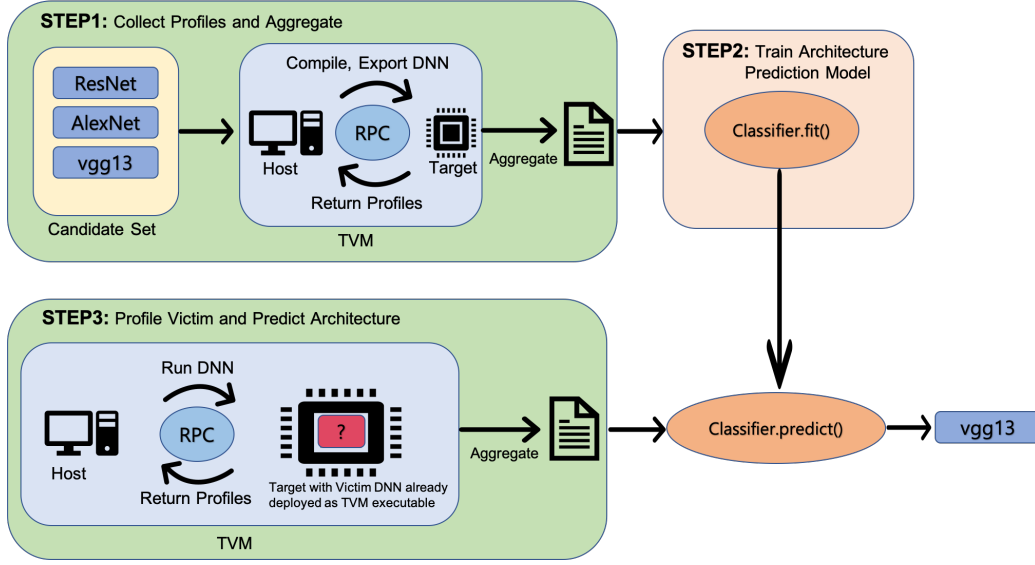 STEP1: Collect Profiles and Aggregate
ResNet
AlexNet
vgg13
Candidate Set
Compile, Export DNN
Host
RPC
Target
Return Profiles
TVM
Aggregate
STEP2: Train Architecture
Prediction Model
Classifier.fit()
STEP3: Profile Victim and Predict Architecture
Run DNN
Host
RPC
Return Profiles
?
Target with Victim DNN already
deployed as TVM executable
TVM
Aggregate
Classifier.predict()
vgg13